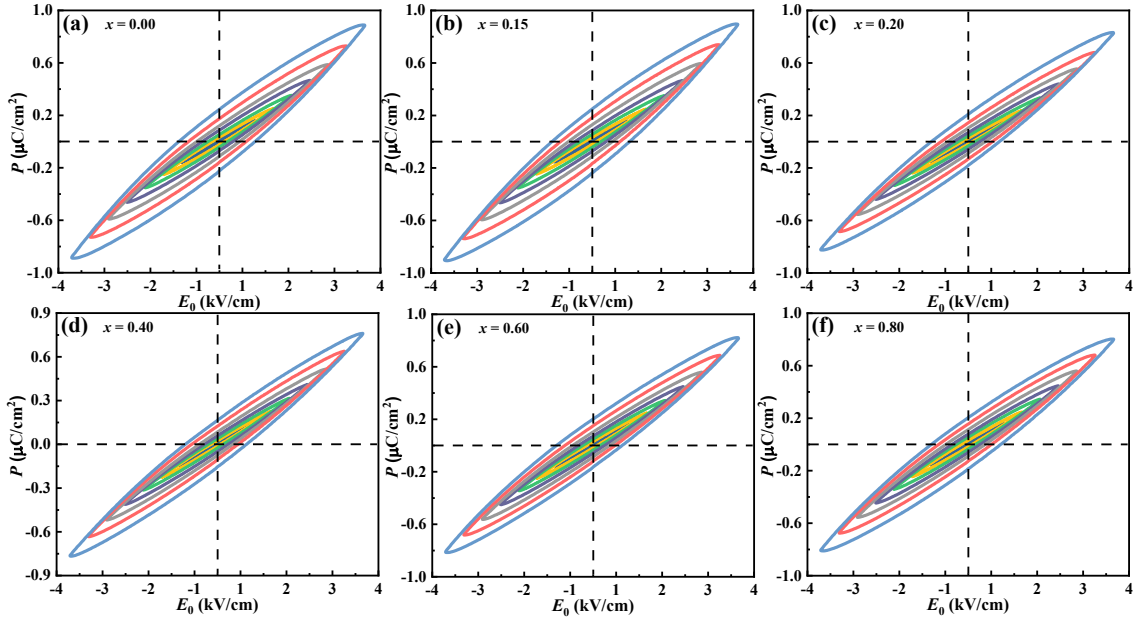 (a) x = 0.00
P (μC/cm²)
1.0
0.6
0.2
-0.2
-0.6
-1.0
-4 -3 -2 -1 1 2 3 4
E₀ (kV/cm)
(b) x = 0.15
P (μC/cm²)
1.0
0.6
0.2
-0.2
-0.6
-1.0
-4 -3 -2 -1 1 2 3 4
E₀ (kV/cm)
(c) x = 0.20
P (μC/cm²)
1.0
0.6
0.2
-0.2
-0.6
-1.0
-4 -3 -2 -1 1 2 3 4
E₀ (kV/cm)
(d) x = 0.40
P (μC/cm²)
0.9
0.6
0.3
0.0
-0.3
-0.6
-0.9
-4 -3 -2 -1 1 2 3 4
E₀ (kV/cm)
(e) x = 0.60
P (μC/cm²)
1.0
0.6
0.2
-0.2
-0.6
-1.0
-4 -3 -2 -1 1 2 3 4
E₀ (kV/cm)
(f) x = 0.80
P (μC/cm²)
1.0
0.6
0.2
-0.2
-0.6
-1.0
-4 -3 -2 -1 1 2 3 4
E₀ (kV/cm)